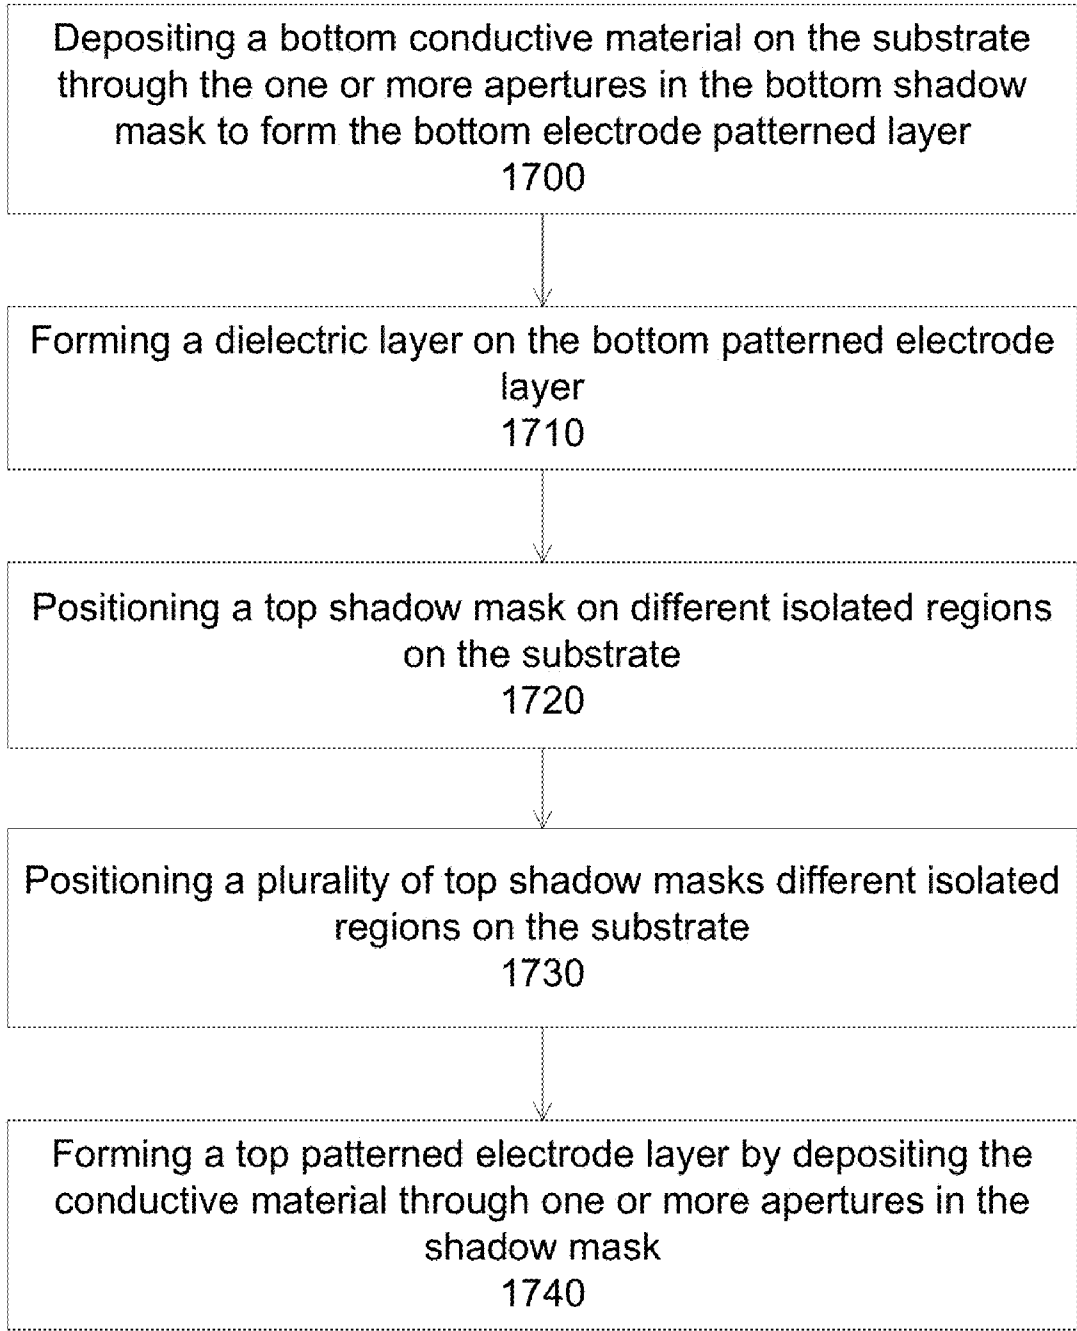 Depositing a bottom conductive material on the substrate
through the one or more apertures in the bottom shadow
mask to form the bottom electrode patterned layer
1700
Forming a dielectric layer on the bottom patterned electrode
layer
1710
Positioning a top shadow mask on different isolated regions
on the substrate
1720
Positioning a plurality of top shadow masks different isolated
regions on the substrate
1730
Forming a top patterned electrode layer by depositing the
conductive material through one or more apertures in the
shadow mask
1740